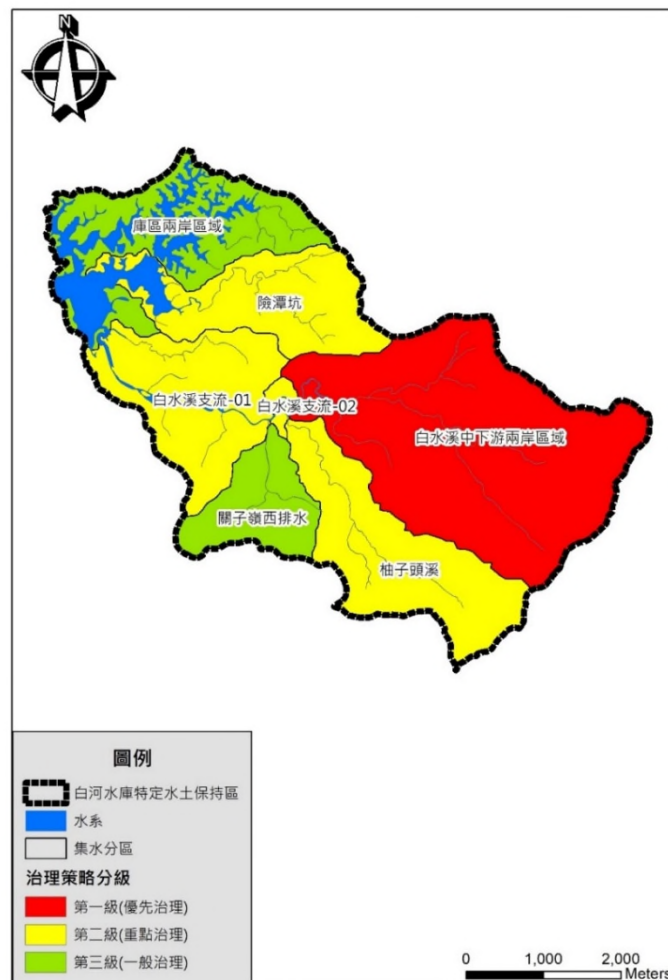 N
庫區兩岸區域
險潭坑
白水溪支流-01
白水溪支流-02
白水溪中下游兩岸區域
關子嶺西排水
柚子頭溪
圖例
白河水庫特定水土保持區
水系
集水分區
治理策略分級
第一級(優先治理)
第二級(重點治理)
第三級(一般治理)
0 1,000 2,000
Meters